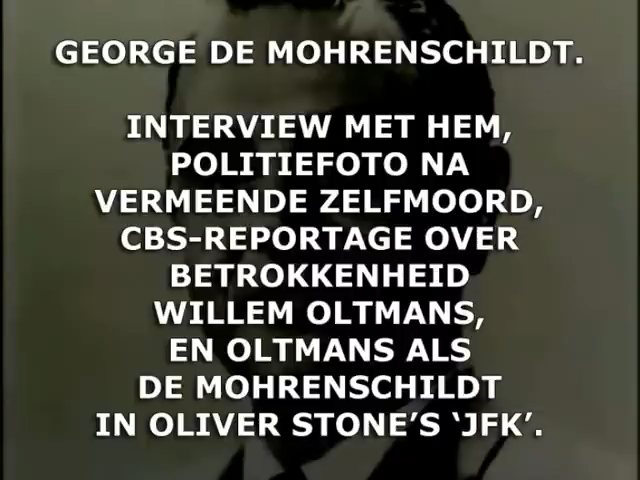 GEORGE DE MOHRENSCHILDT.
INTERVIEW MET HEM,
POLITIEFOTO NA
VERMEENDE ZELFMOORD,
CBS-REPORTAGE OVER
BETROKKENHEID
WILLEM OLTMANS,
EN OLTMANS ALS
DE MOHRENSCHILDT
IN OLIVER STONE’S ‘JFK’.